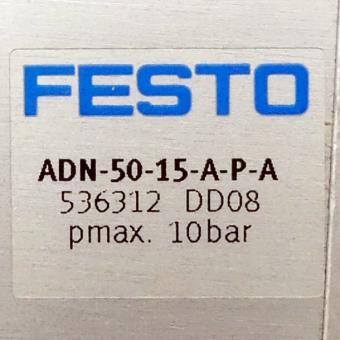 FESTO
ADN-50-15-A-P-A
536312 DD08
pmax. 10bar